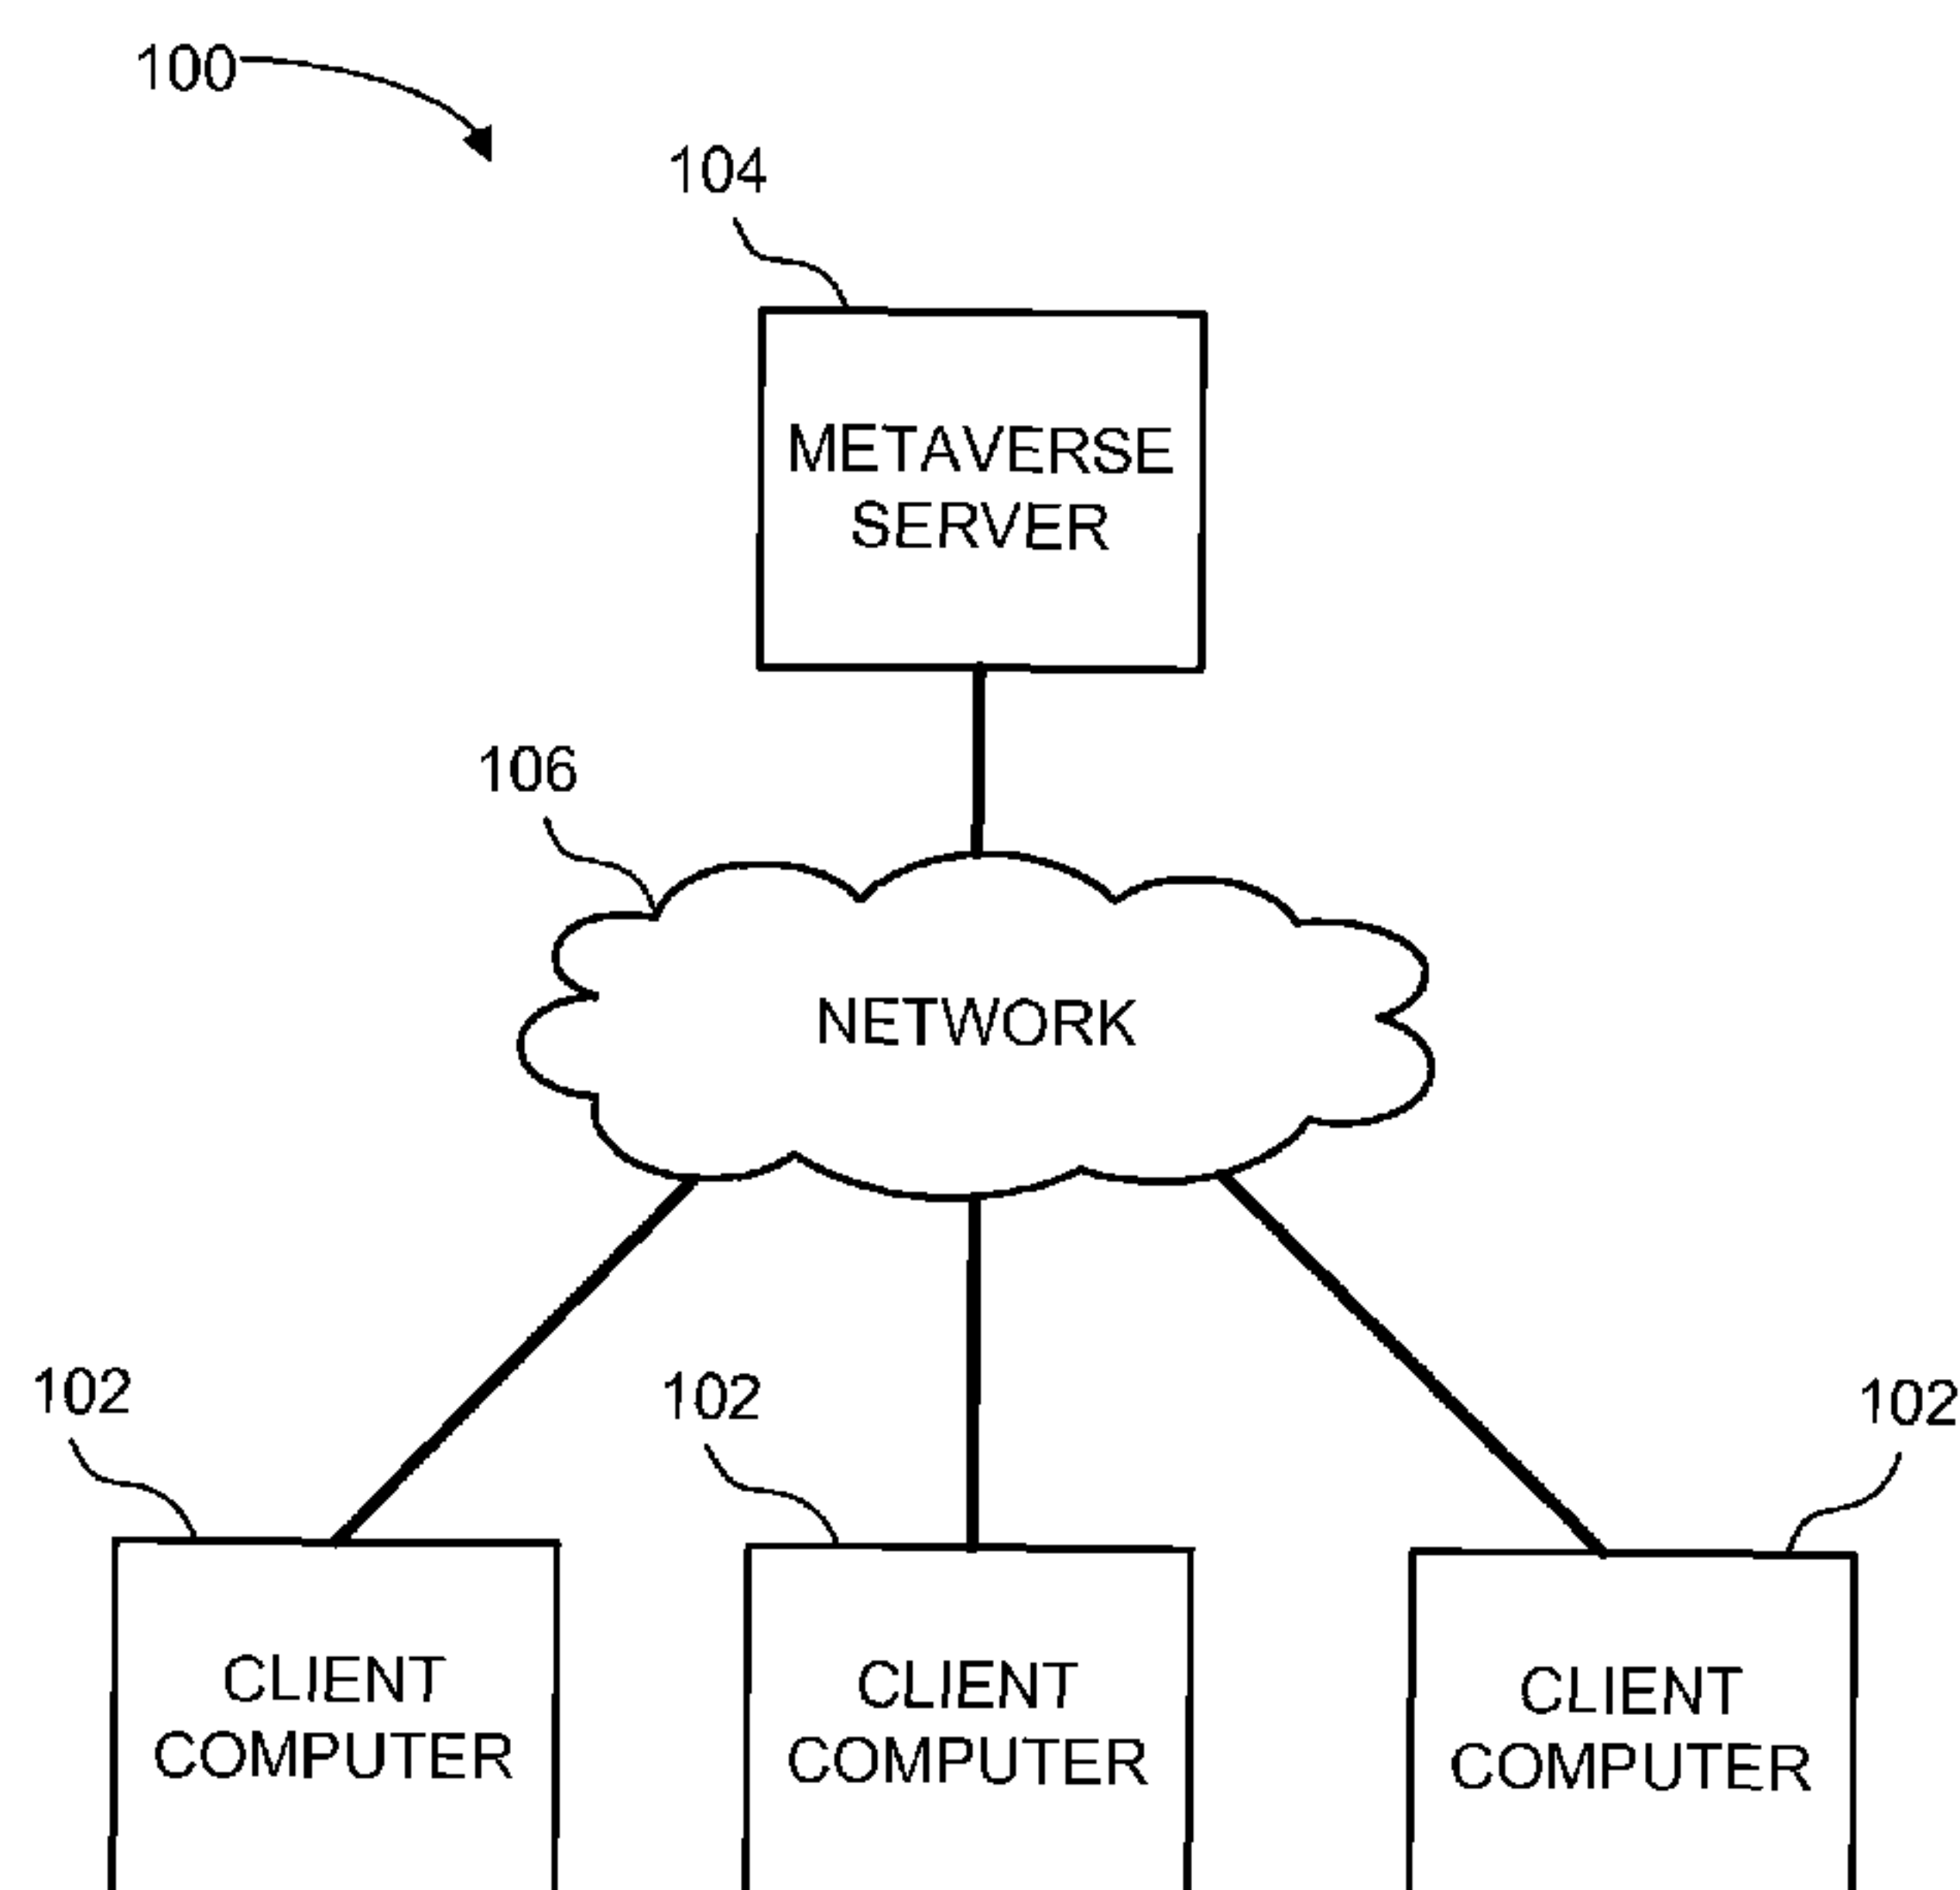 100
104
METAVERSE
SERVER
106
NETWORK
102
102
102
CLIENT
COMPUTER
CLIENT
COMPUTER
CLIENT
COMPUTER